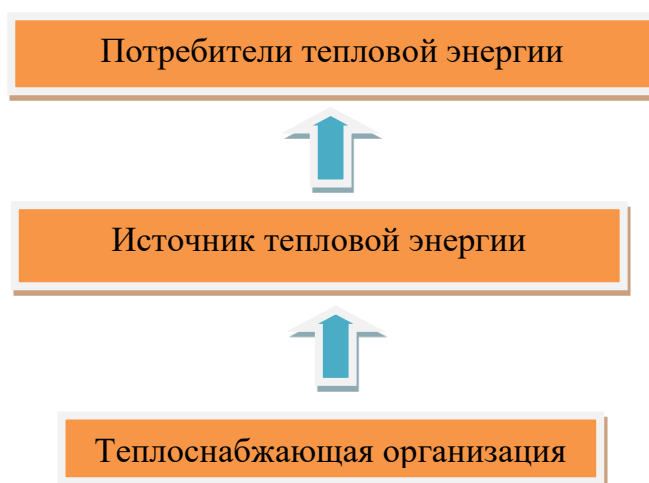 Потребители тепловой энергии
Источник тепловой энергии
Теплоснабжающая организация